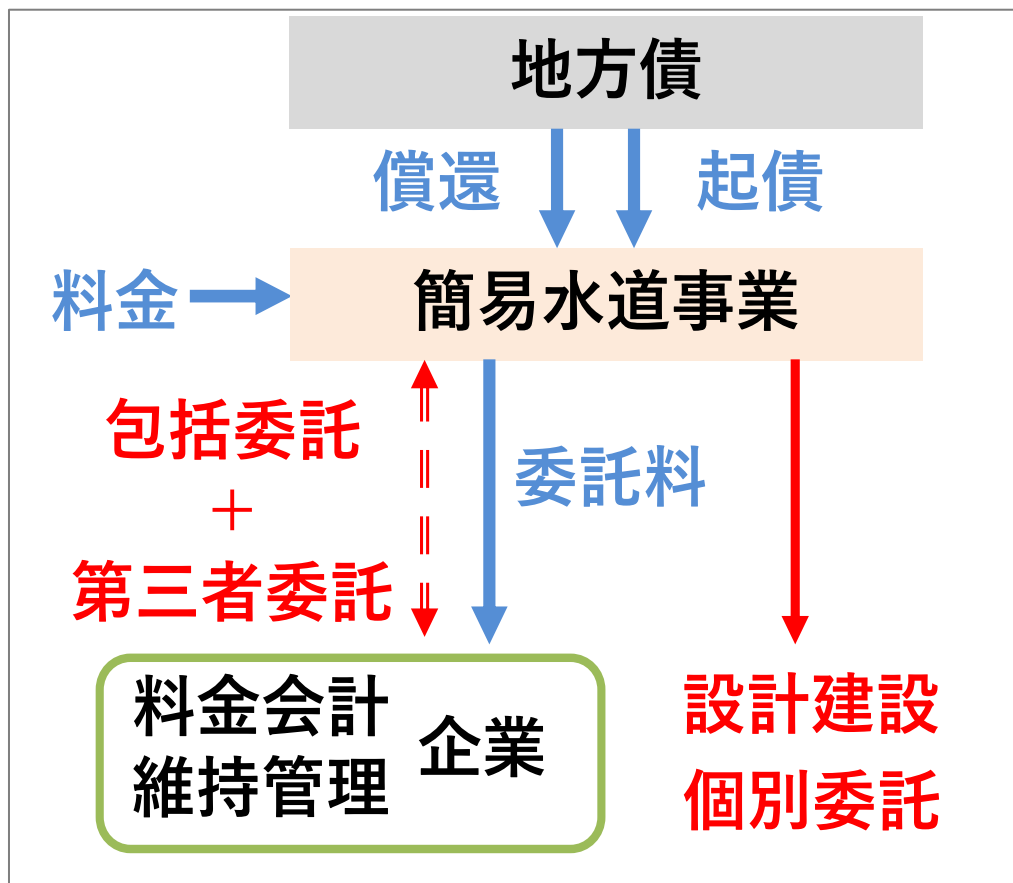 地方債
償還
起債
料金
簡易水道事業
包括委託
＋
第三者委託
委託料
料金会計
維持管理
企業
設計建設
個別委託